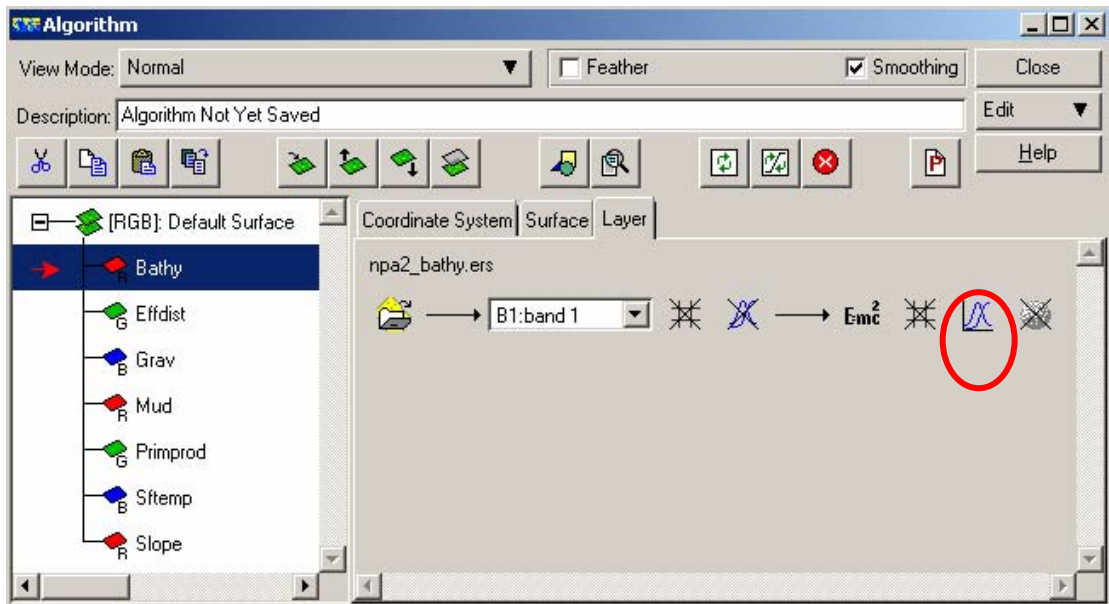 Algorithm
View Mode: Normal Feather Smoothing Close
Description: Algorithm Not Yet Saved Edit
Help
[RGB]: Default Surface
Coordinate System Surface Layer
R Bathy
npa2_bathy.ers
G Effdist
B1:band 1 Emc2
B Grav
R Mud
G Primprod
B Sftemp
R Slope